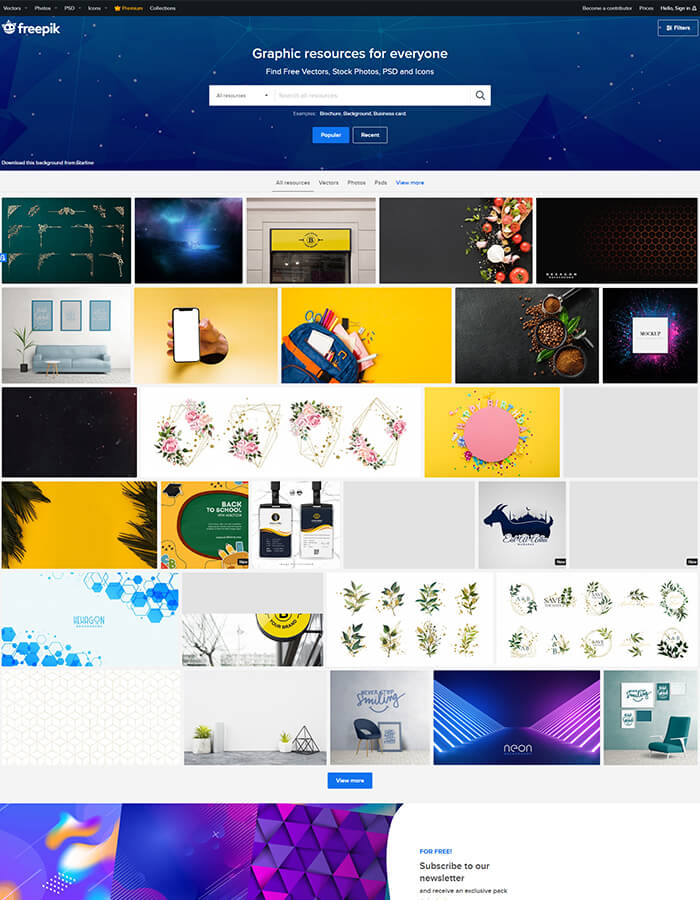 Vectors Photos PSD Icons Premium Collections
Become a contributor Prices Hello, Sign in
freepik
Filters
Graphic resources for everyone
Find Free Vectors, Stock Photos, PSD and Icons
All resources Search all resources
Examples: Brochure, Background, Business card
Popular Recent
Download this background from Starline
All resources Vectors Photos Psds View more
B
HEXAGON
MOCKUP
BACK
TO
SCHOOL
New
New
New
HEXAGON
B
YOUR BRAND
SAVE
SAVE
NEVER STOP
Smiling
neon
Smiling
View more
FOR FREE!
Subscribe to our
newsletter
and receive an exclusive pack